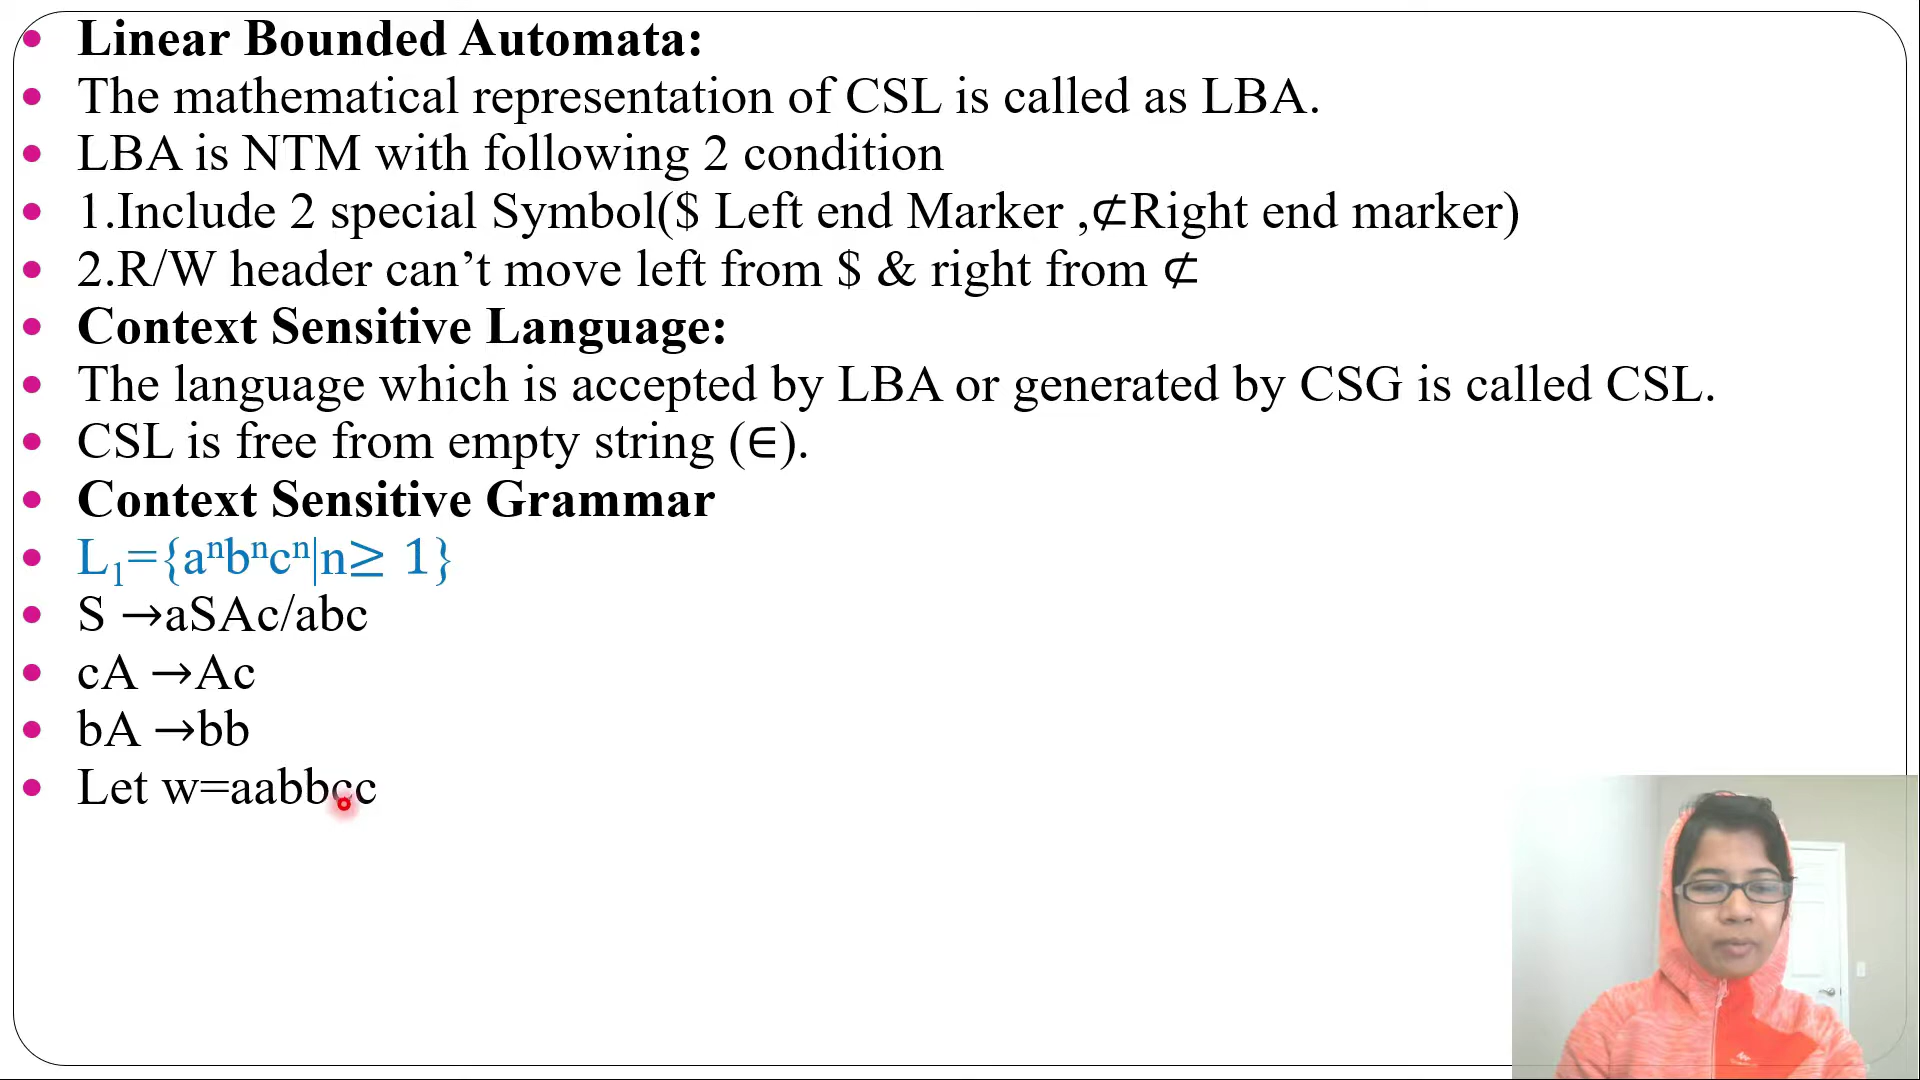 Linear Bounded Automata:
The mathematical representation of CSL is called as LBA.
LBA is NTM with following 2 condition
1.Include 2 special Symbol($ Left end Marker ,⊄Right end marker)
2.R/W header can’t move left from $ & right from ⊄
Context Sensitive Language:
The language which is accepted by LBA or generated by CSG is called CSL.
CSL is free from empty string (∈).
Context Sensitive Grammar
L₁={aⁿbⁿcⁿ|n≥ 1}
S →aSAc/abc
cA →Ac
bA →bb
Let w=aabbcc